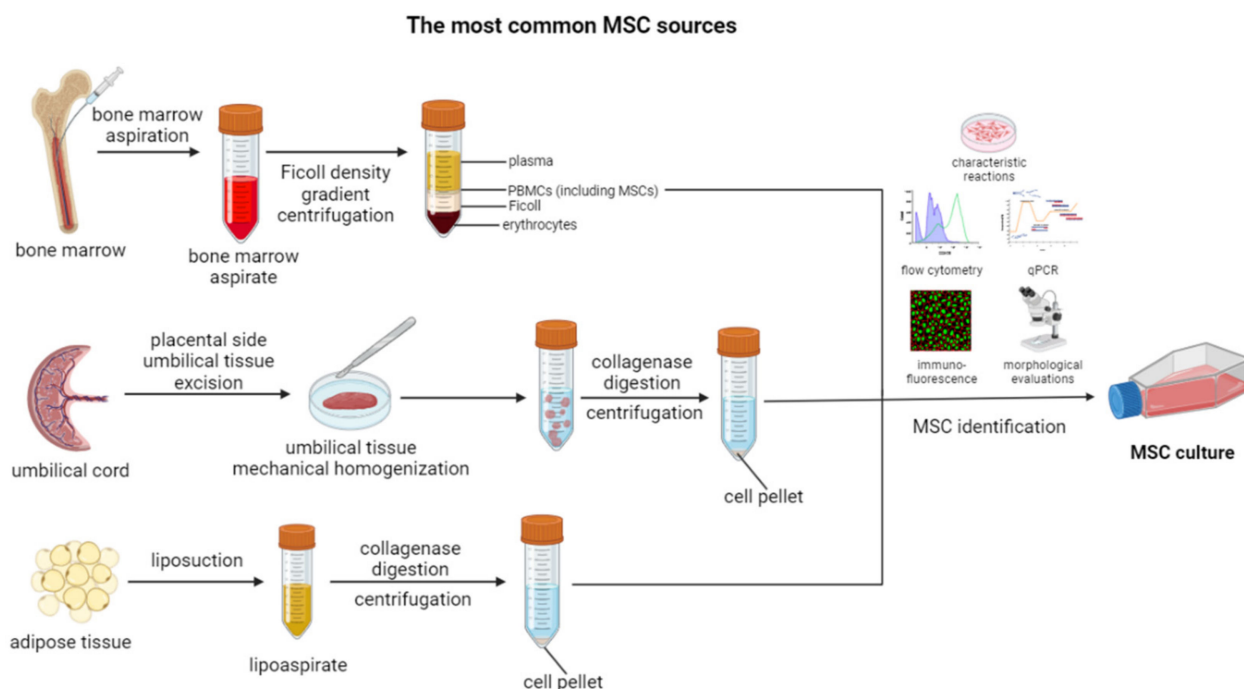 The most common MSC sources
bone marrow
aspiration
bone marrow
bone marrow
aspirate
Ficoll density
gradient
centrifugation
plasma
PBMCs (including MSCs)
Ficoll
erythrocytes
placental side
umbilical tissue
excision
umbilical cord
umbilical tissue
mechanical homogenization
collagenase
digestion
centrifugation
cell pellet
liposuction
adipose tissue
lipoaspirate
collagenase
digestion
centrifugation
cell pellet
characteristic
reactions
flow cytometry
qPCR
immuno-
fluorescence
morphological
evaluations
MSC identification
MSC culture